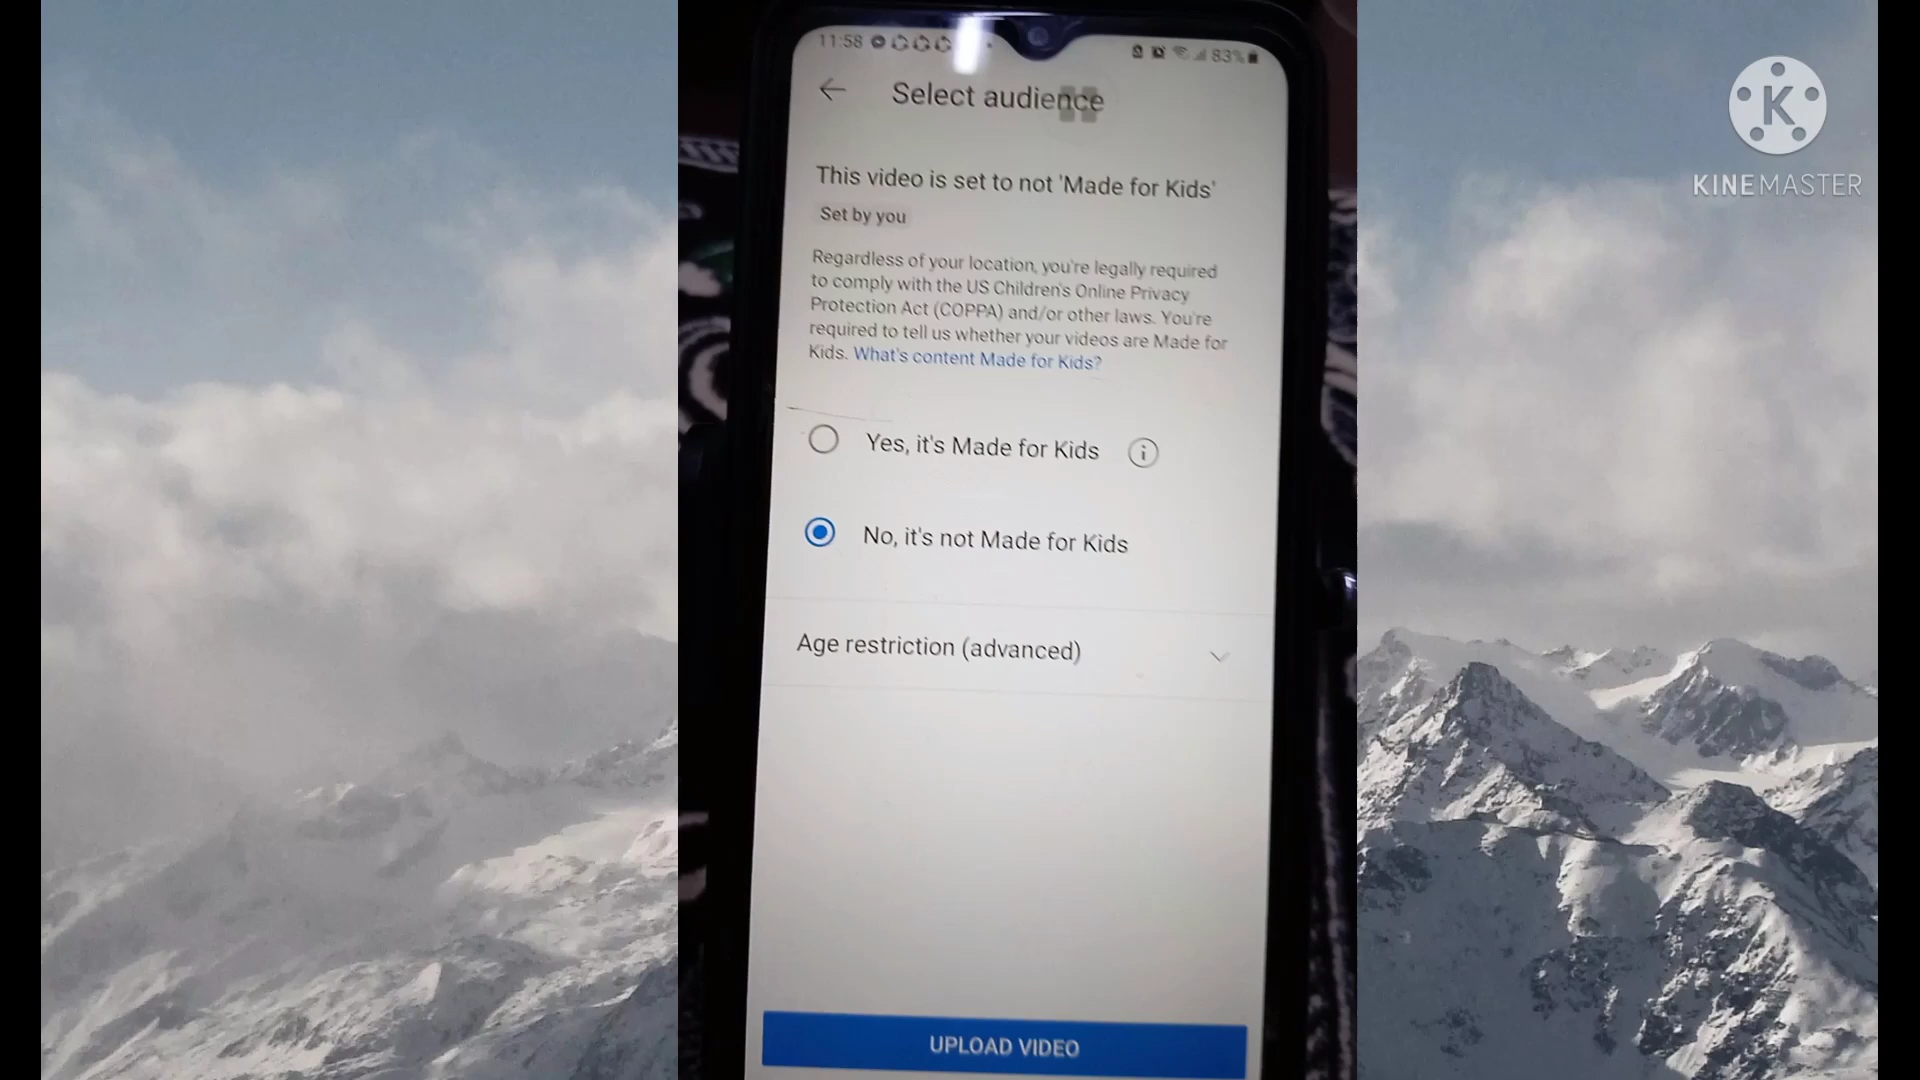 11:58
83%
Select audience
This video is set to not 'Made for Kids'
Set by you
Regardless of your location, you're legally required
to comply with the US Children's Online Privacy
Protection Act (COPPA) and/or other laws. You're
required to tell us whether your videos are Made for
Kids. What's content Made for Kids?
Yes, it's Made for Kids
No, it's not Made for Kids
Age restriction (advanced)
UPLOAD VIDEO
K
KINEMASTER